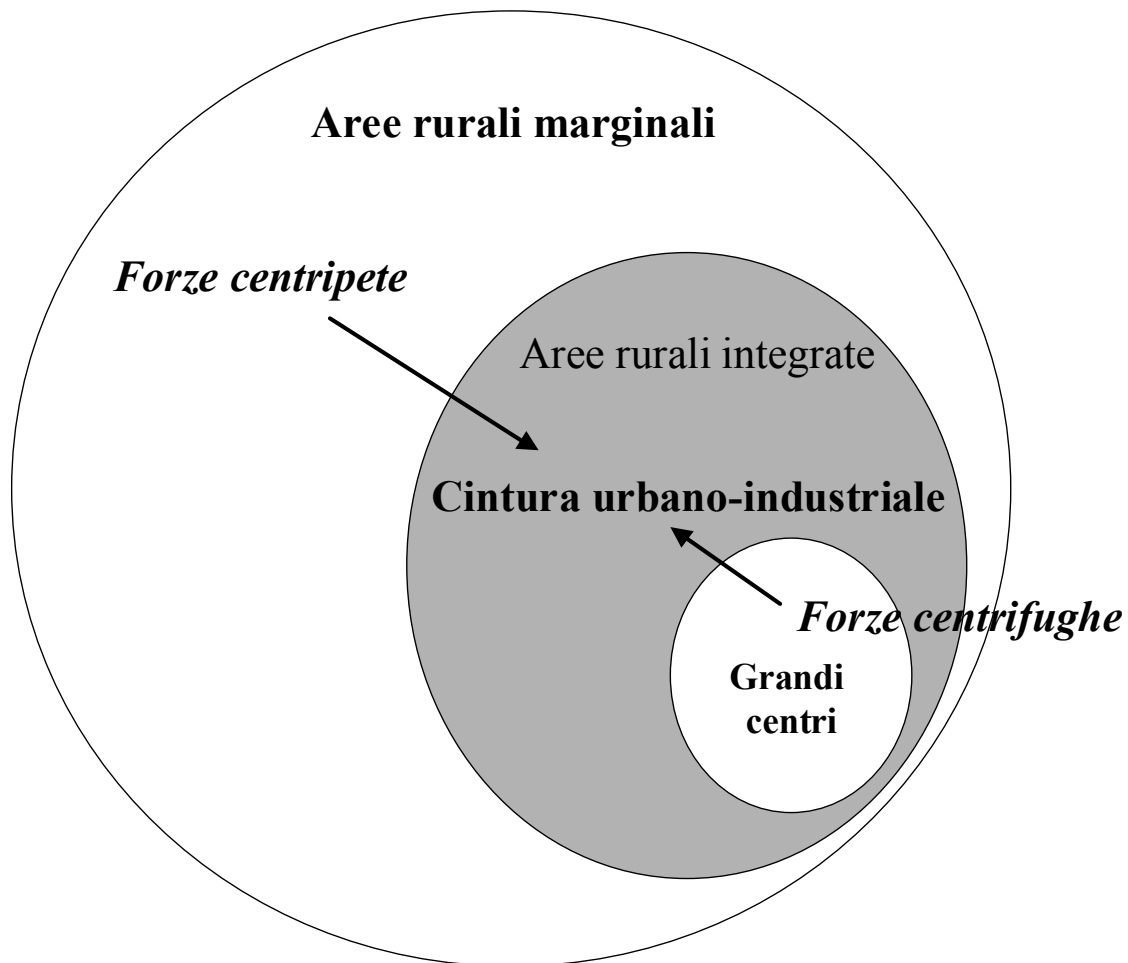 Aree rurali marginali
Forze centripete
Aree rurali integrate
Cintura urbano-industriale
Forze centrifughe
Grandi
centri